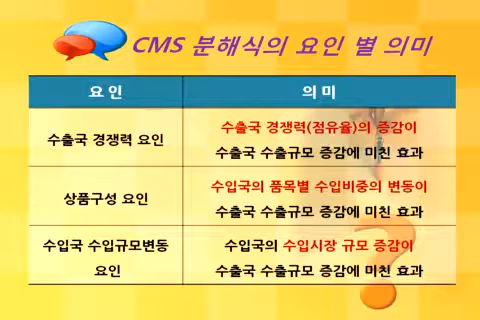 CMS 분해식의 요인 별 의미
요 인
의 미
수출국 경쟁력 요인
수출국 경쟁력(점유율)의 증감이
수출국 수출규모 증감에 미친 효과
상품구성 요인
수입국의 품목별 수입비중의 변동이
수출국 수출규모 증감에 미친 효과
수입국 수입규모변동
요인
수입국의 수입시장 규모 증감이
수출국 수출규모 증감에 미친 효과